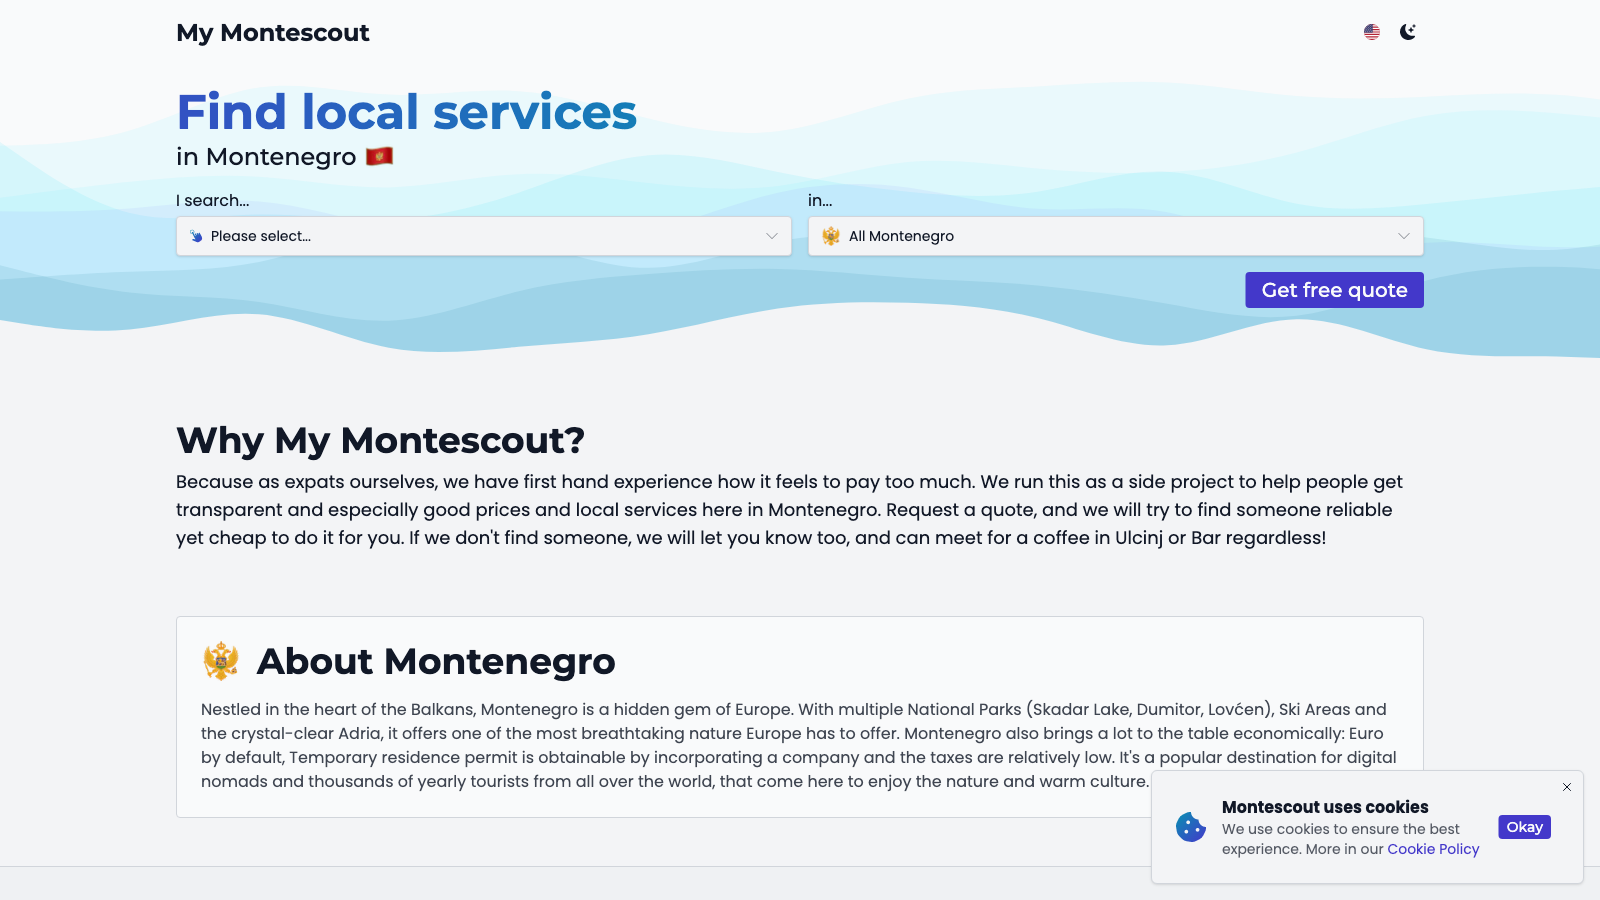 My Montescout
Find local services
in Montenegro
I search...
in...
Please select...
All Montenegro
Get free quote
Why My Montescout?
Because as expats ourselves, we have first hand experience how it feels to pay too much. We run this as a side project to help people get
transparent and especially good prices and local services here in Montenegro. Request a quote, and we will try to find someone reliable
yet cheap to do it for you. If we don't find someone, we will let you know too, and can meet for a coffee in Ulcinj or Bar regardless!
About Montenegro
Nestled in the heart of the Balkans, Montenegro is a hidden gem of Europe. With multiple National Parks (Skadar Lake, Dumitor, Lovćen), Ski Areas and
the crystal-clear Adria, it offers one of the most breathtaking nature Europe has to offer. Montenegro also brings a lot to the table economically: Euro
by default, Temporary residence permit is obtainable by incorporating a company and the taxes are relatively low. It's a popular destination for digital
nomads and thousands of yearly tourists from all over the world, that come here to enjoy the nature and warm culture.
Montescout uses cookies
We use cookies to ensure the best
experience. More in our Cookie Policy
Okay